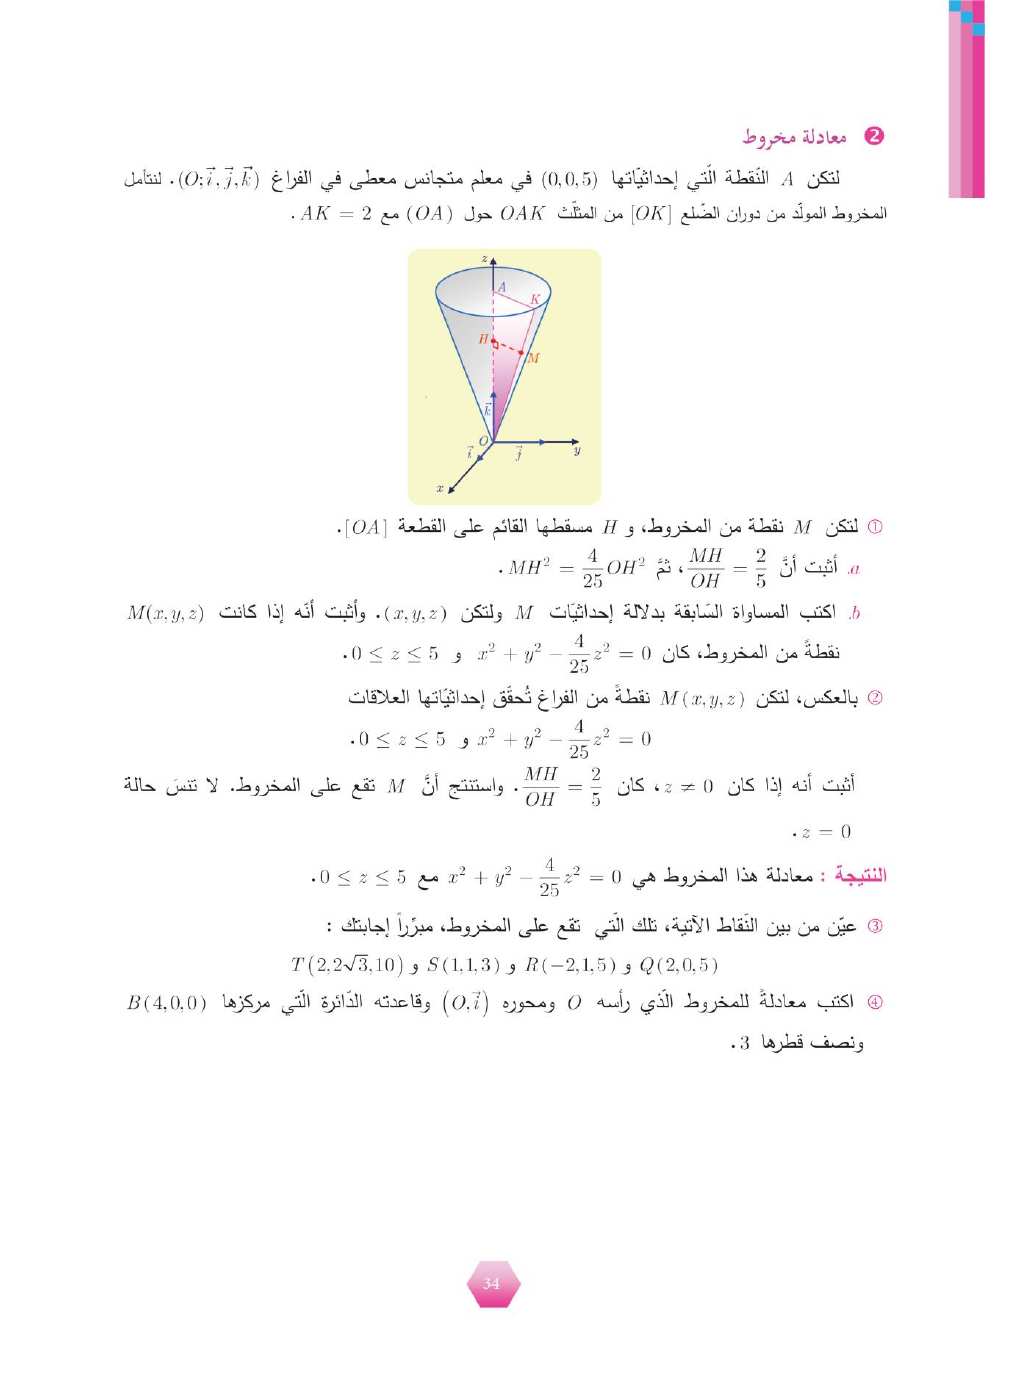 ❷ معادلة مخروط
لتكن A النّقطة الّتي إحداثيّاتها (0,0,5) في معلم متجانس معطى في الفراغ (O; i⃗, j⃗, k⃗). لنتأمل
المخروط المولّد من دوران الضّلع [OK] من المثلّث OAK حول (OA) مع AK = 2 .
z
A
K
H
M
k⃗
O
i⃗
j⃗
y
x
① لتكن M نقطة من المخروط، و H مسقطها القائم على القطعة [OA].
a. أثبت أنَّ MH/OH = 2/5 ، ثمَّ MH² = 4/25 OH² .
b. اكتب المساواة السّابقة بدلالة إحداثيّات M ولتكن (x,y,z). وأثبت أنّه إذا كانت M(x,y,z)
نقطةً من المخروط، كان x² + y² − 4/25 z² = 0 و 0 ≤ z ≤ 5.
② بالعكس، لتكن M(x,y,z) نقطةً من الفراغ تُحقّق إحداثيّاتها العلاقات
x² + y² − 4/25 z² = 0 و 0 ≤ z ≤ 5.
أثبت أنه إذا كان z ≠ 0 ، كان MH/OH = 2/5 . واستنتج أنَّ M تقع على المخروط. لا تنسَ حالة
z = 0 .
النتيجة : معادلة هذا المخروط هي x² + y² − 4/25 z² = 0 مع 0 ≤ z ≤ 5.
③ عيّن من بين النّقاط الآتية، تلك الّتي تقع على المخروط، مبرّراً إجابتك :
Q(2,0,5) و R(−2,1,5) و S(1,1,3) و T(2,2√3,10)
④ اكتب معادلةً للمخروط الّذي رأسه O ومحوره (O, i⃗) وقاعدته الدّائرة الّتي مركزها B(4,0,0)
ونصف قطرها 3 .
34